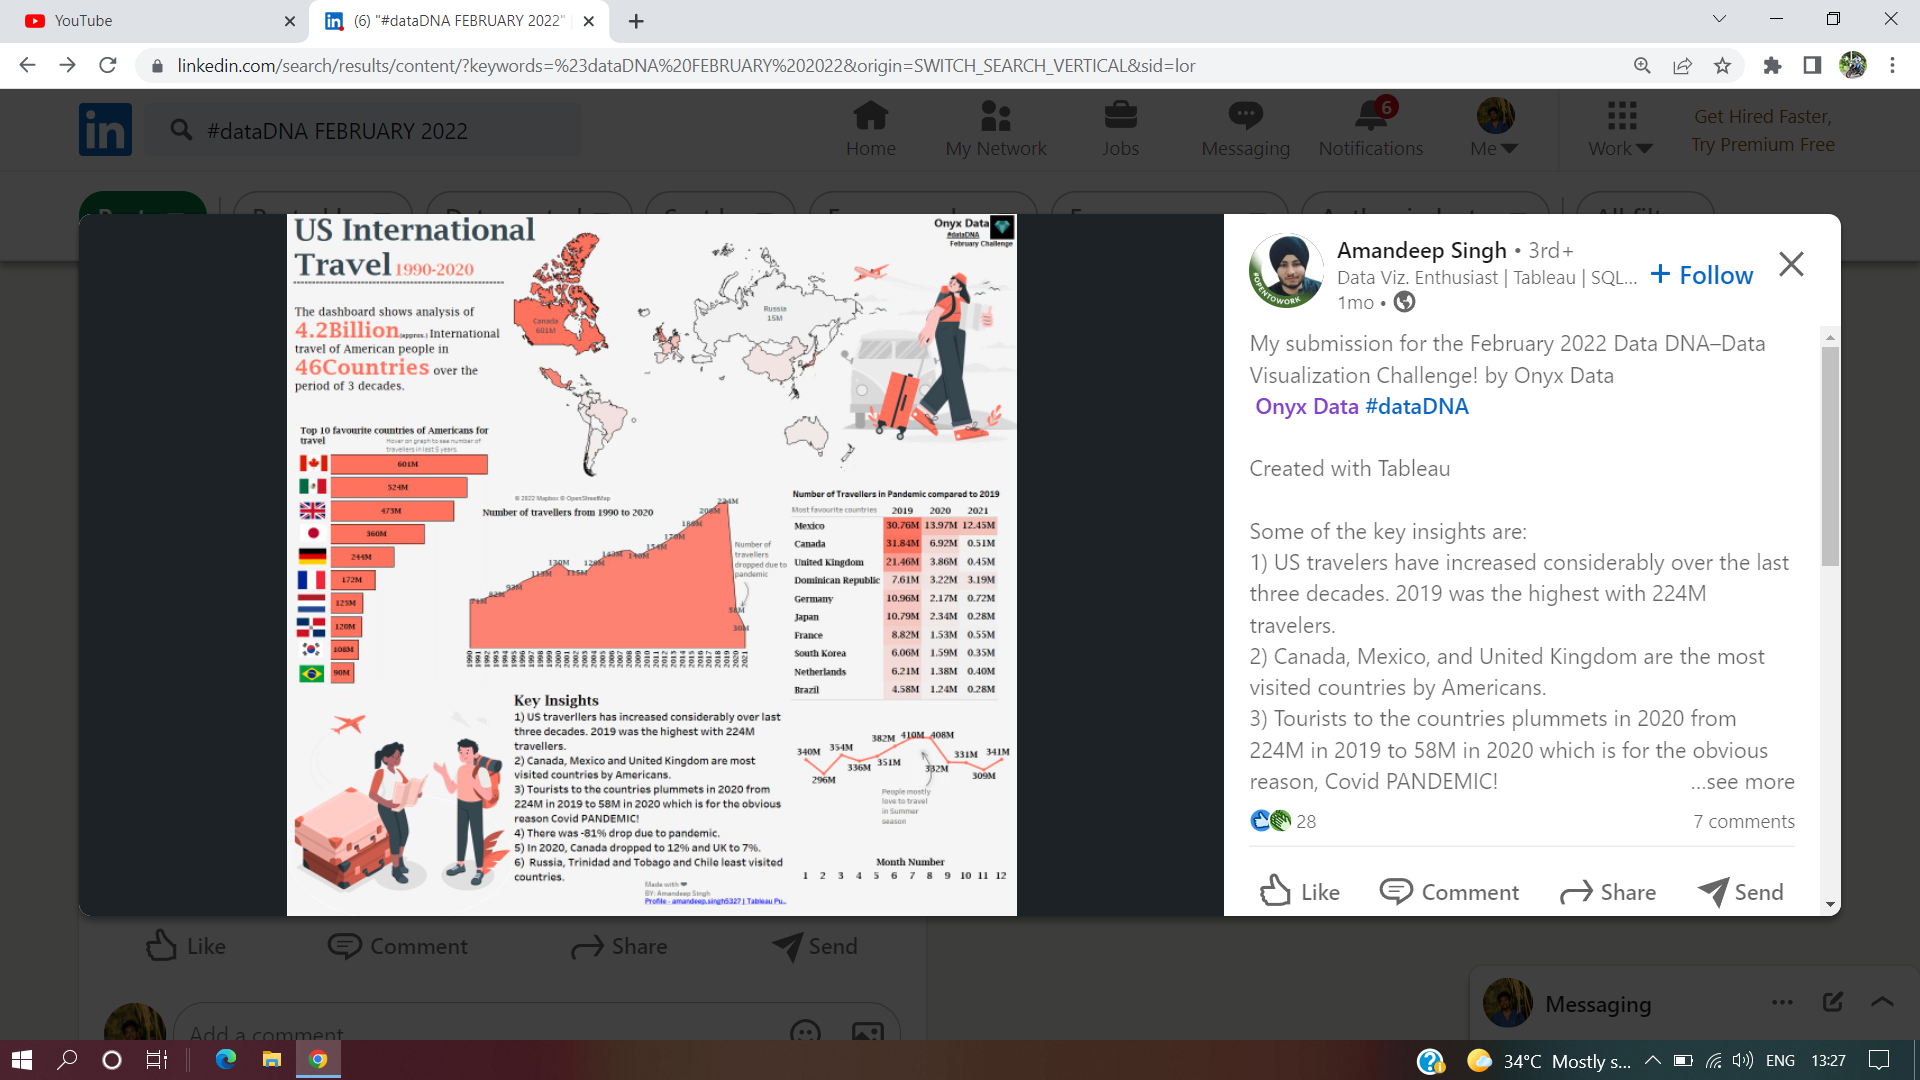 YouTube
(6) "#dataDNA FEBRUARY 2022"
linkedin.com/search/results/content/?keywords=%23dataDNA%20FEBRUARY%202022&origin=SWITCH_SEARCH_VERTICAL&sid=lor
in
#dataDNA FEBRUARY 2022
Home
My Network
Jobs
Messaging
6
Notifications
Me
Work
Get Hired Faster,
Try Premium Free
US International
Travel 1990-2020
Onyx Data
#dataDNA
February Challenge
The dashboard shows analysis of
4.2Billion(approx.) International
travel of American people in
46Countries over the
period of 3 decades.
Canada
601M
Russia
15M
Top 10 favourite countries of Americans for
travel
Hover on graph to see number of
travellers in last 5 years.
601M
524M
473M
360M
244M
172M
125M
120M
108M
90M
© 2022 Mapbox © OpenStreetMap
Number of travellers from 1990 to 2020
71M
82M
93M
113M
130M
115M
126M
143M
140M
154M
170M
188M
208M
224M
58M
30M
Number of
travellers
dropped due to
pandemic
1990 1991 1992 1993 1994 1995 1996 1997 1998 1999 2000 2001 2002 2003 2004 2005 2006 2007 2008 2009 2010 2011 2012 2013 2014 2015 2016 2017 2018 2019 2020 2021
Number of Travellers in Pandemic compared to 2019
Most favourite countries 2019 2020 2021
Mexico 30.76M 13.97M 12.45M
Canada 31.84M 6.92M 0.51M
United Kingdom 21.46M 3.86M 0.45M
Dominican Republic 7.61M 3.22M 3.19M
Germany 10.96M 2.17M 0.72M
Japan 10.79M 2.34M 0.28M
France 8.82M 1.53M 0.55M
South Korea 6.06M 1.59M 0.35M
Netherlands 6.21M 1.38M 0.40M
Brazil 4.58M 1.24M 0.28M
Key Insights
1) US traverllers has increased considerably over last
three decades. 2019 was the highest with 224M
travellers.
2) Canada, Mexico and United Kingdom are most
visited countries by Americans.
3) Tourists to the countries plummets in 2020 from
224M in 2019 to 58M in 2020 which is for the obvious
reason Covid PANDEMIC!
4) There was -81% drop due to pandemic.
5) In 2020, Canada dropped to 12% and UK to 7%.
6) Russia, Trinidad and Tobago and Chile least visited
countries.
Made with ❤
BY: Amandeep Singh
Profile - amandeep.singh5327 | Tableau Pu..
340M
296M
354M
336M
382M
351M
410M
408M
332M
331M
309M
341M
People mostly
love to travel
in Summer
season
Month Number
1 2 3 4 5 6 7 8 9 10 11 12
Amandeep Singh • 3rd+
Data Viz. Enthusiast | Tableau | SQL...
1mo •
#OPENTOWORK
+ Follow
My submission for the February 2022 Data DNA–Data
Visualization Challenge! by Onyx Data
Onyx Data #dataDNA
Created with Tableau
Some of the key insights are:
1) US travelers have increased considerably over the last
three decades. 2019 was the highest with 224M
travelers.
2) Canada, Mexico, and United Kingdom are the most
visited countries by Americans.
3) Tourists to the countries plummets in 2020 from
224M in 2019 to 58M in 2020 which is for the obvious
reason, Covid PANDEMIC!
...see more
28
7 comments
Like
Comment
Share
Send
Like
Comment
Share
Send
Add a comment
Messaging
34°C Mostly s...
ENG
13:27